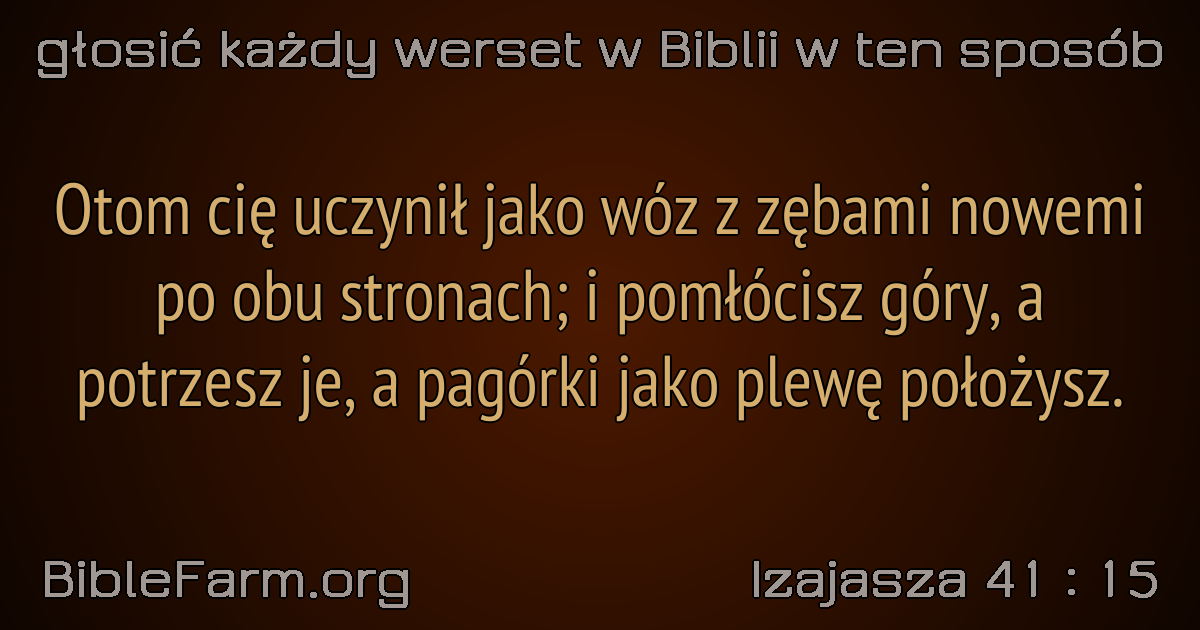 głosić każdy werset w Biblii w ten sposób
Otom cię uczynił jako wóz z zębami nowemi
po obu stronach; i pomłócisz góry, a
potrzesz je, a pagórki jako plewę położysz.
BibleFarm.org
Izajasza 41 : 15